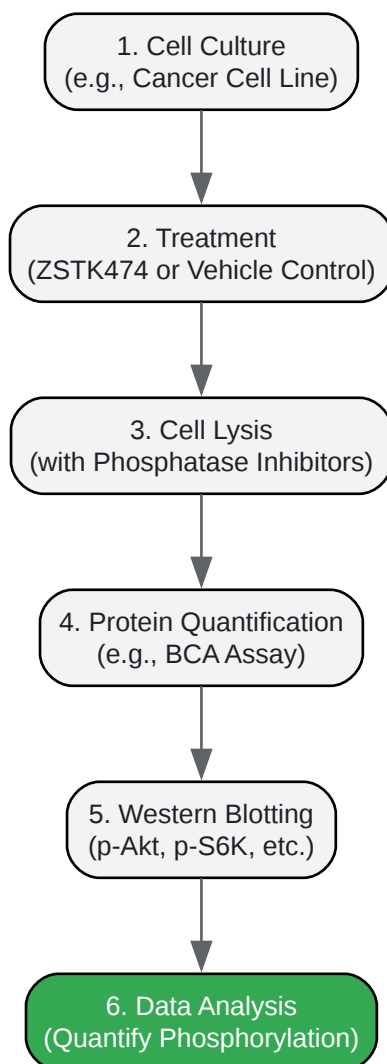 1. Cell Culture
(e.g., Cancer Cell Line)
2. Treatment
(ZSTK474 or Vehicle Control)
3. Cell Lysis
(with Phosphatase Inhibitors)
4. Protein Quantification
(e.g., BCA Assay)
5. Western Blotting
(p-Akt, p-S6K, etc.)
6. Data Analysis
(Quantify Phosphorylation)